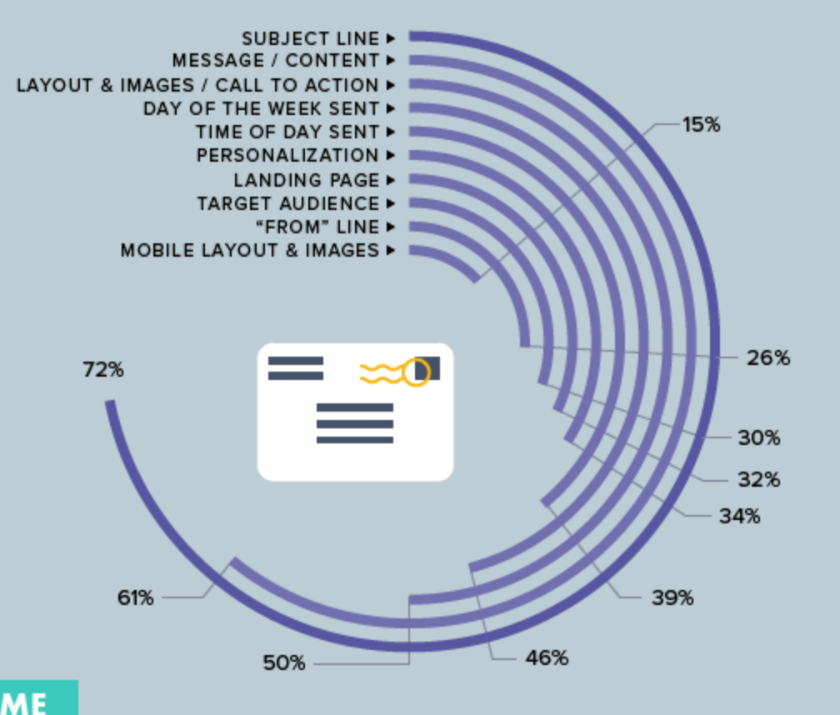 SUBJECT LINE ▸
MESSAGE / CONTENT ▸
LAYOUT & IMAGES / CALL TO ACTION ▸
DAY OF THE WEEK SENT ▸
TIME OF DAY SENT ▸
PERSONALIZATION ▸
LANDING PAGE ▸
TARGET AUDIENCE ▸
“FROM” LINE ▸
MOBILE LAYOUT & IMAGES ▸
15%
26%
30%
32%
34%
39%
46%
50%
61%
72%
ME